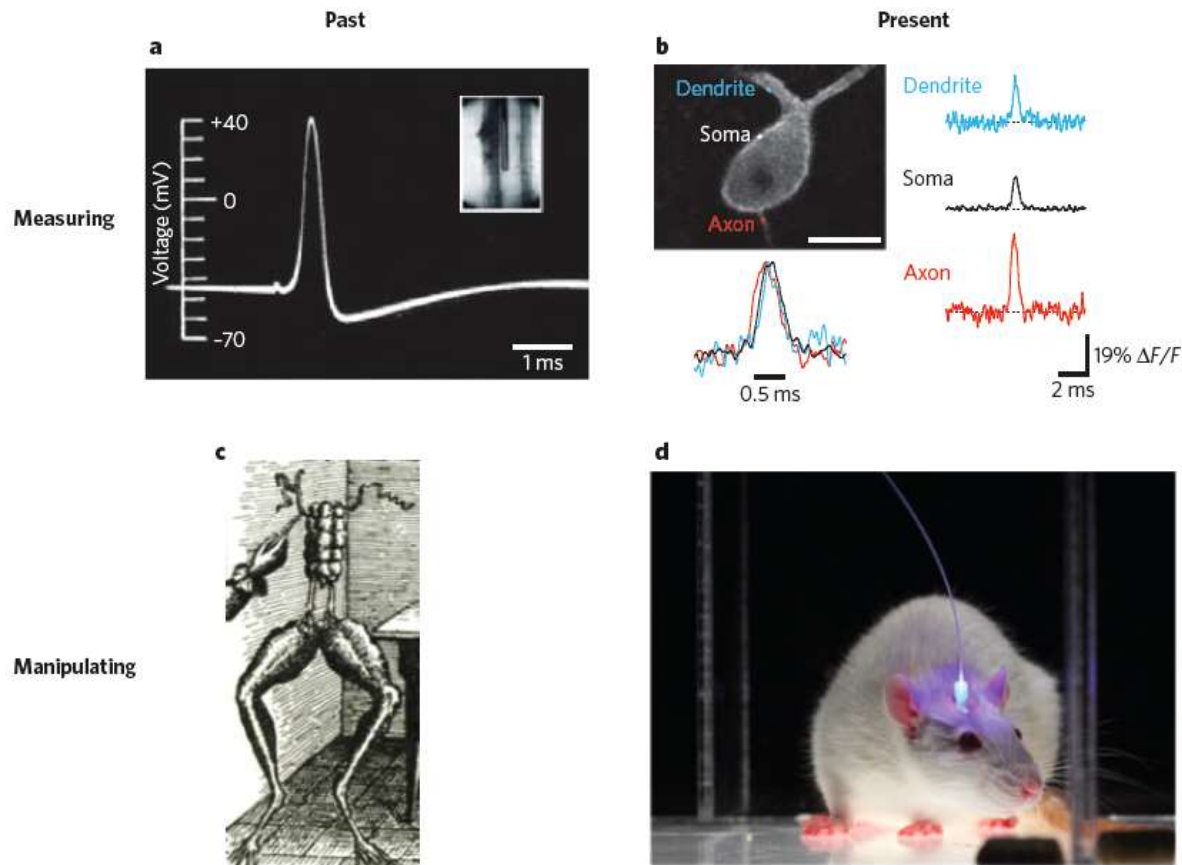 Past
Present
a
b
Measuring
Voltage (mV)
+40
0
–70
1 ms
Dendrite
Soma
Axon
0.5 ms
Dendrite
Soma
Axon
19% ΔF/F
2 ms
c
d
Manipulating